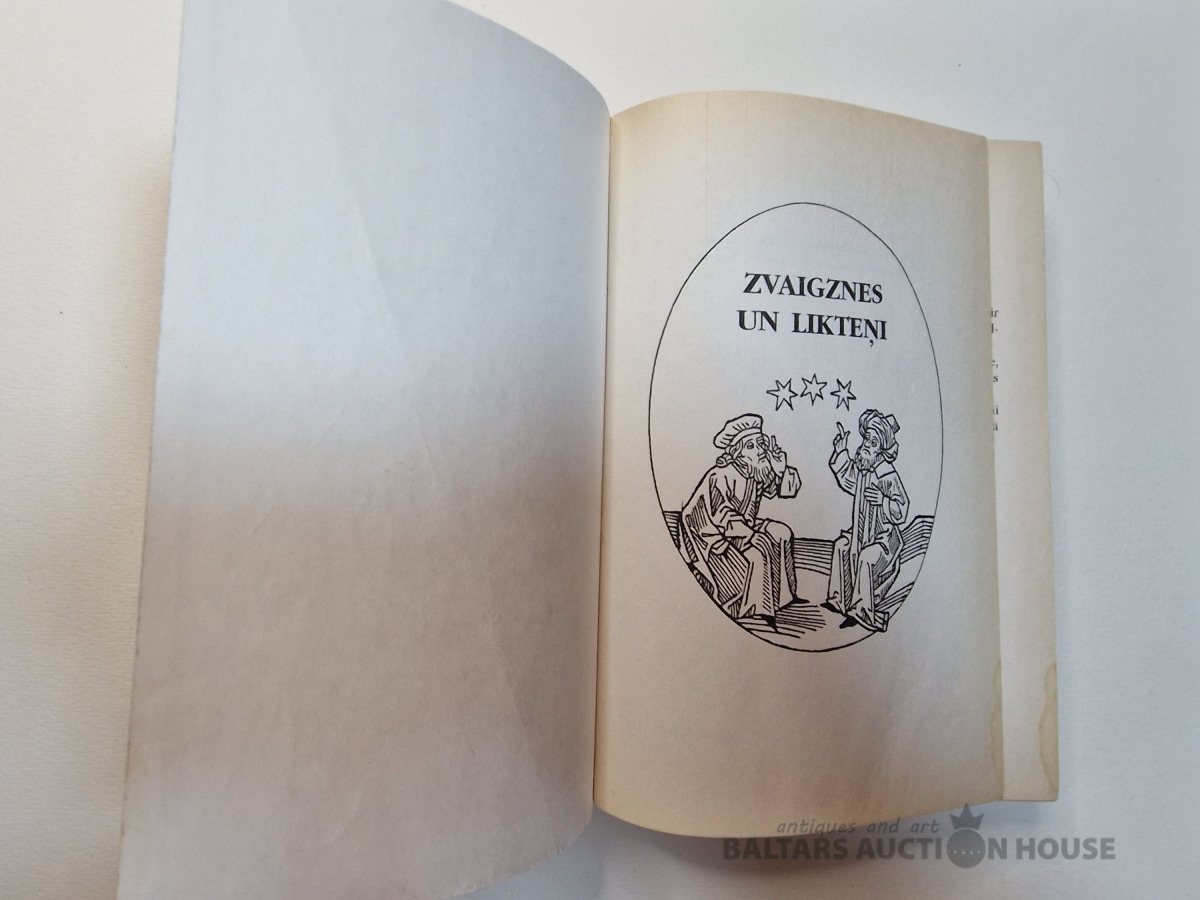 ZVAIGZNES
UN LIKTEŅI
antiques and art
BALTARS AUCTION HOUSE